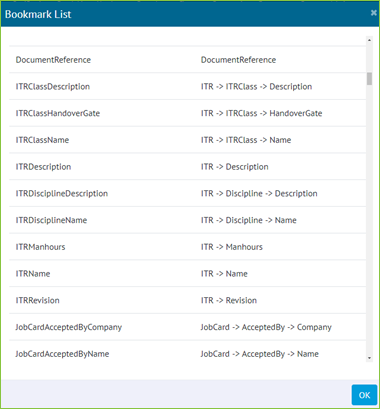 Bookmark List
DocumentReference DocumentReference
ITRClassDescription ITR -> ITRClass -> Description
ITRClassHandoverGate ITR -> ITRClass -> HandoverGate
ITRClassName ITR -> ITRClass -> Name
ITRDescription ITR -> Description
ITRDisciplineDescription ITR -> Discipline -> Description
ITRDisciplineName ITR -> Discipline -> Name
ITRManhours ITR -> Manhours
ITRName ITR -> Name
ITRRevision ITR -> Revision
JobCardAcceptedByCompany JobCard -> AcceptedBy -> Company
JobCardAcceptedByName JobCard -> AcceptedBy -> Name
OK